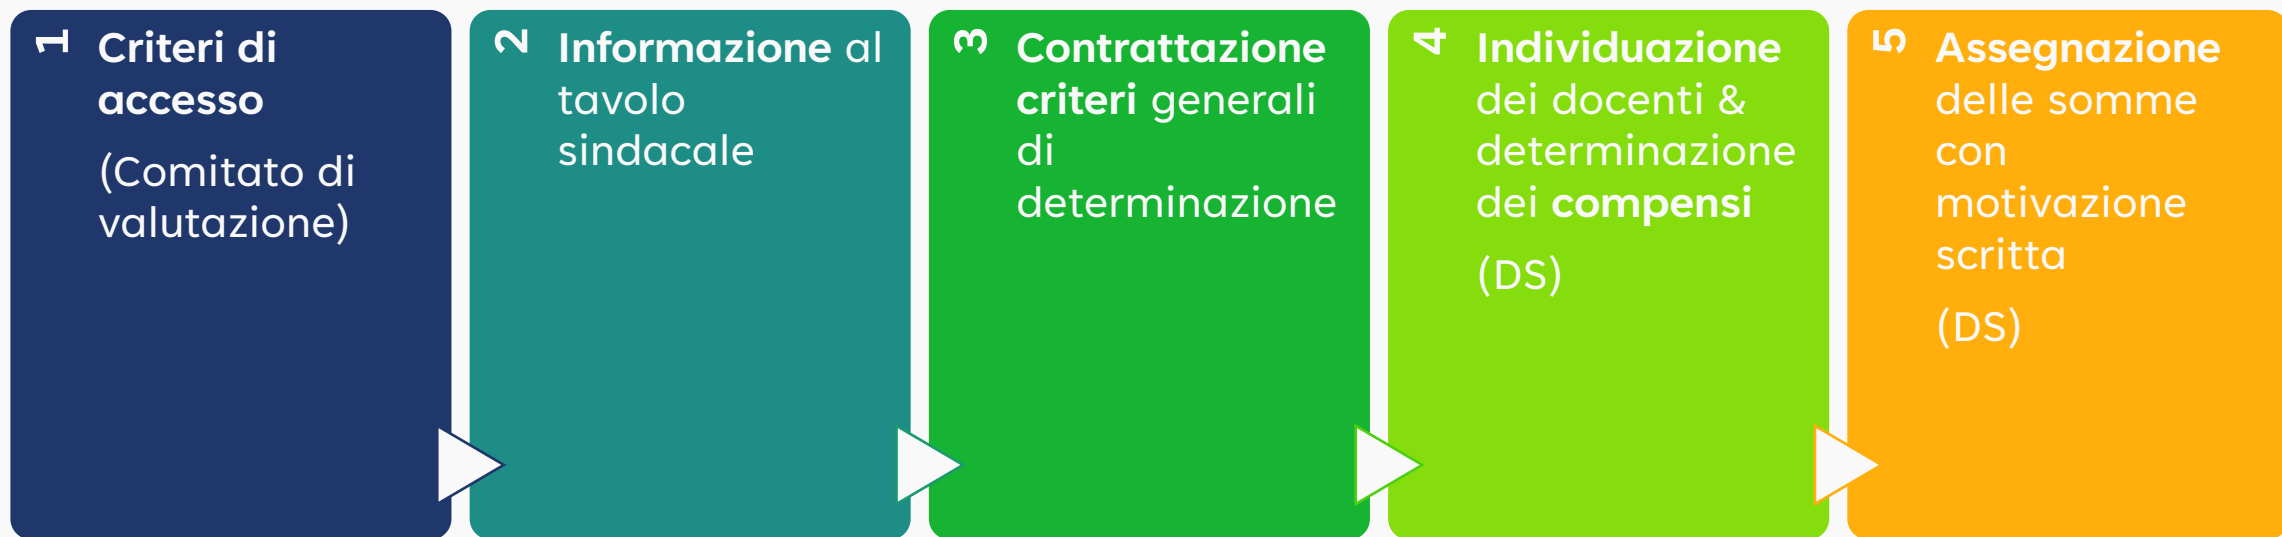 1
Criteri di
accesso
(Comitato di
valutazione)
2
Informazione al
tavolo
sindacale
3
Contrattazione
criteri generali
di
determinazione
4
Individuazione
dei docenti &
determinazione
dei compensi
(DS)
5
Assegnazione
delle somme
con
motivazione
scritta
(DS)